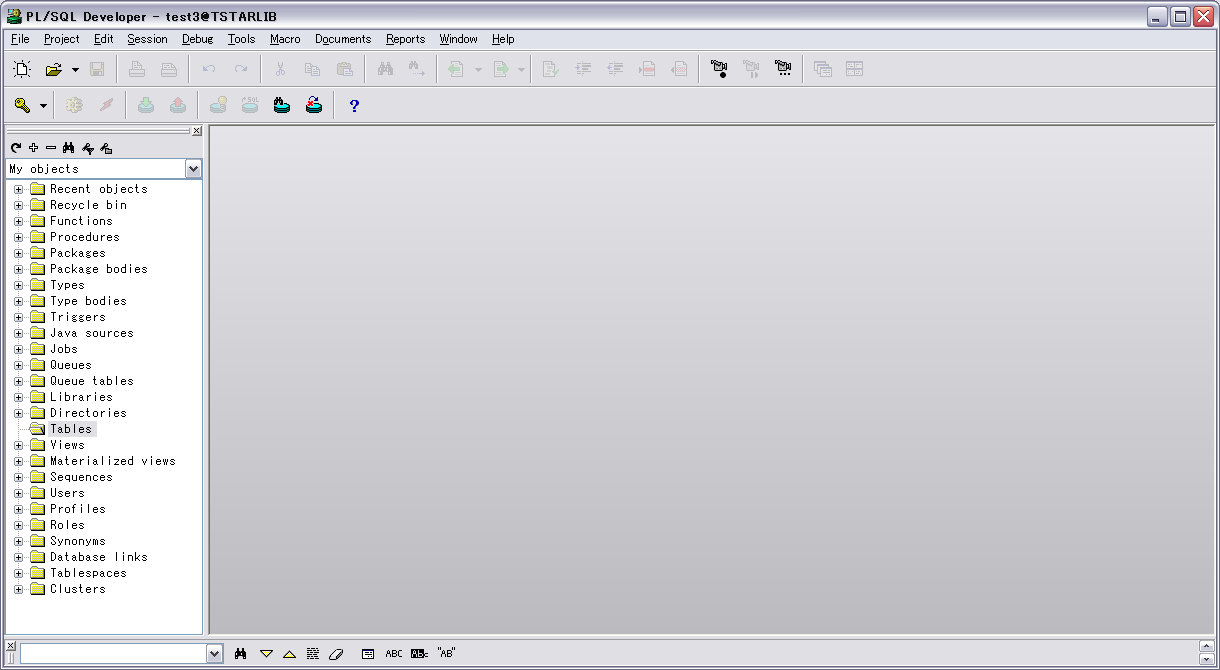 PL/SQL Developer - test3@TSTARLIB
File Project Edit Session Debug Tools Macro Documents Reports Window Help
SQL
?
My objects
Recent objects
Recycle bin
Functions
Procedures
Packages
Package bodies
Types
Type bodies
Triggers
Java sources
Jobs
Queues
Queue tables
Libraries
Directories
Tables
Views
Materialized views
Sequences
Users
Profiles
Roles
Synonyms
Database links
Tablespaces
Clusters
ABC "AB"